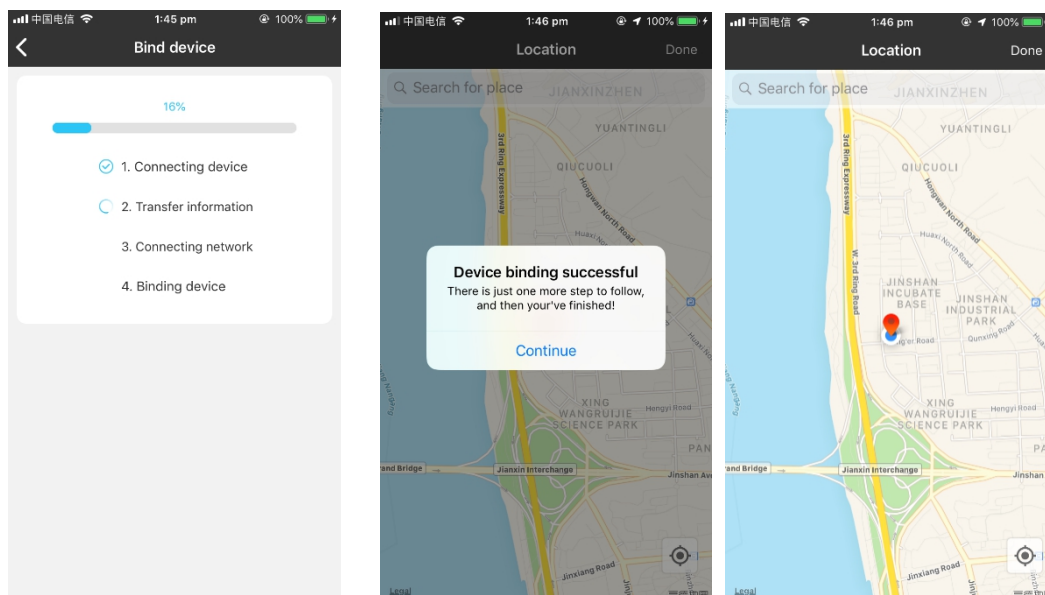 中国电信
1:45 pm
100%
Bind device
16%
1. Connecting device
2. Transfer information
3. Connecting network
4. Binding device
中国电信
1:46 pm
100%
Location
Done
Search for place
JIANXINZHEN
YUANTINGLI
3rd Ring Expressway
QIUCUOLI
Hongwan North Road
Device binding successful
There is just one more step to follow,
and then your've finished!
Continue
XING
WANGRUIJIE
SCIENCE PARK
Hengyi Road
PAN
and Bridge
Jianxin Interchange
Jinshan Av
Jinxiang Road
Legal
中国电信
1:46 pm
100%
Location
Done
Search for place
JIANXINZHEN
YUANTINGLI
3rd Ring Expressway
QIUCUOLI
Hongwan North Road
W. 3rd Ring Road
JINSHAN
INCUBATE
BASE
JINSHAN
INDUSTRIAL
PARK
Qunxing Road
XING
WANGRUIJIE
SCIENCE PARK
Hengyi Road
PA
and Bridge
Jianxin Interchange
Jinshan
Jinxiang Road
Legal